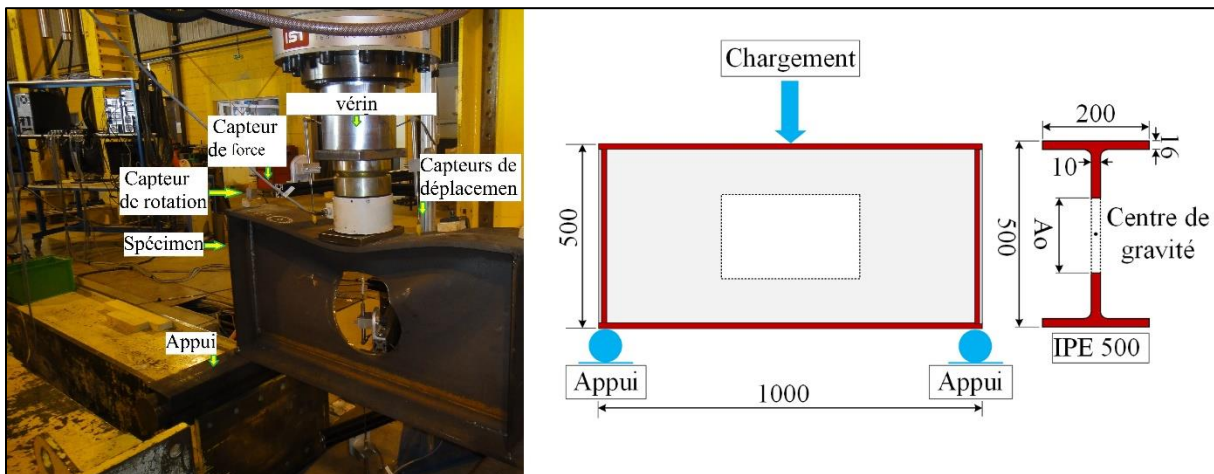 vérin
Capteur
de force
Capteurs de
déplacemen
Capteur
dc rotation
Spécimen
Appui
Chargement
500
Appui
Appui
1000
200
16
10
500
Ao
Centre de
gravité
IPE 500